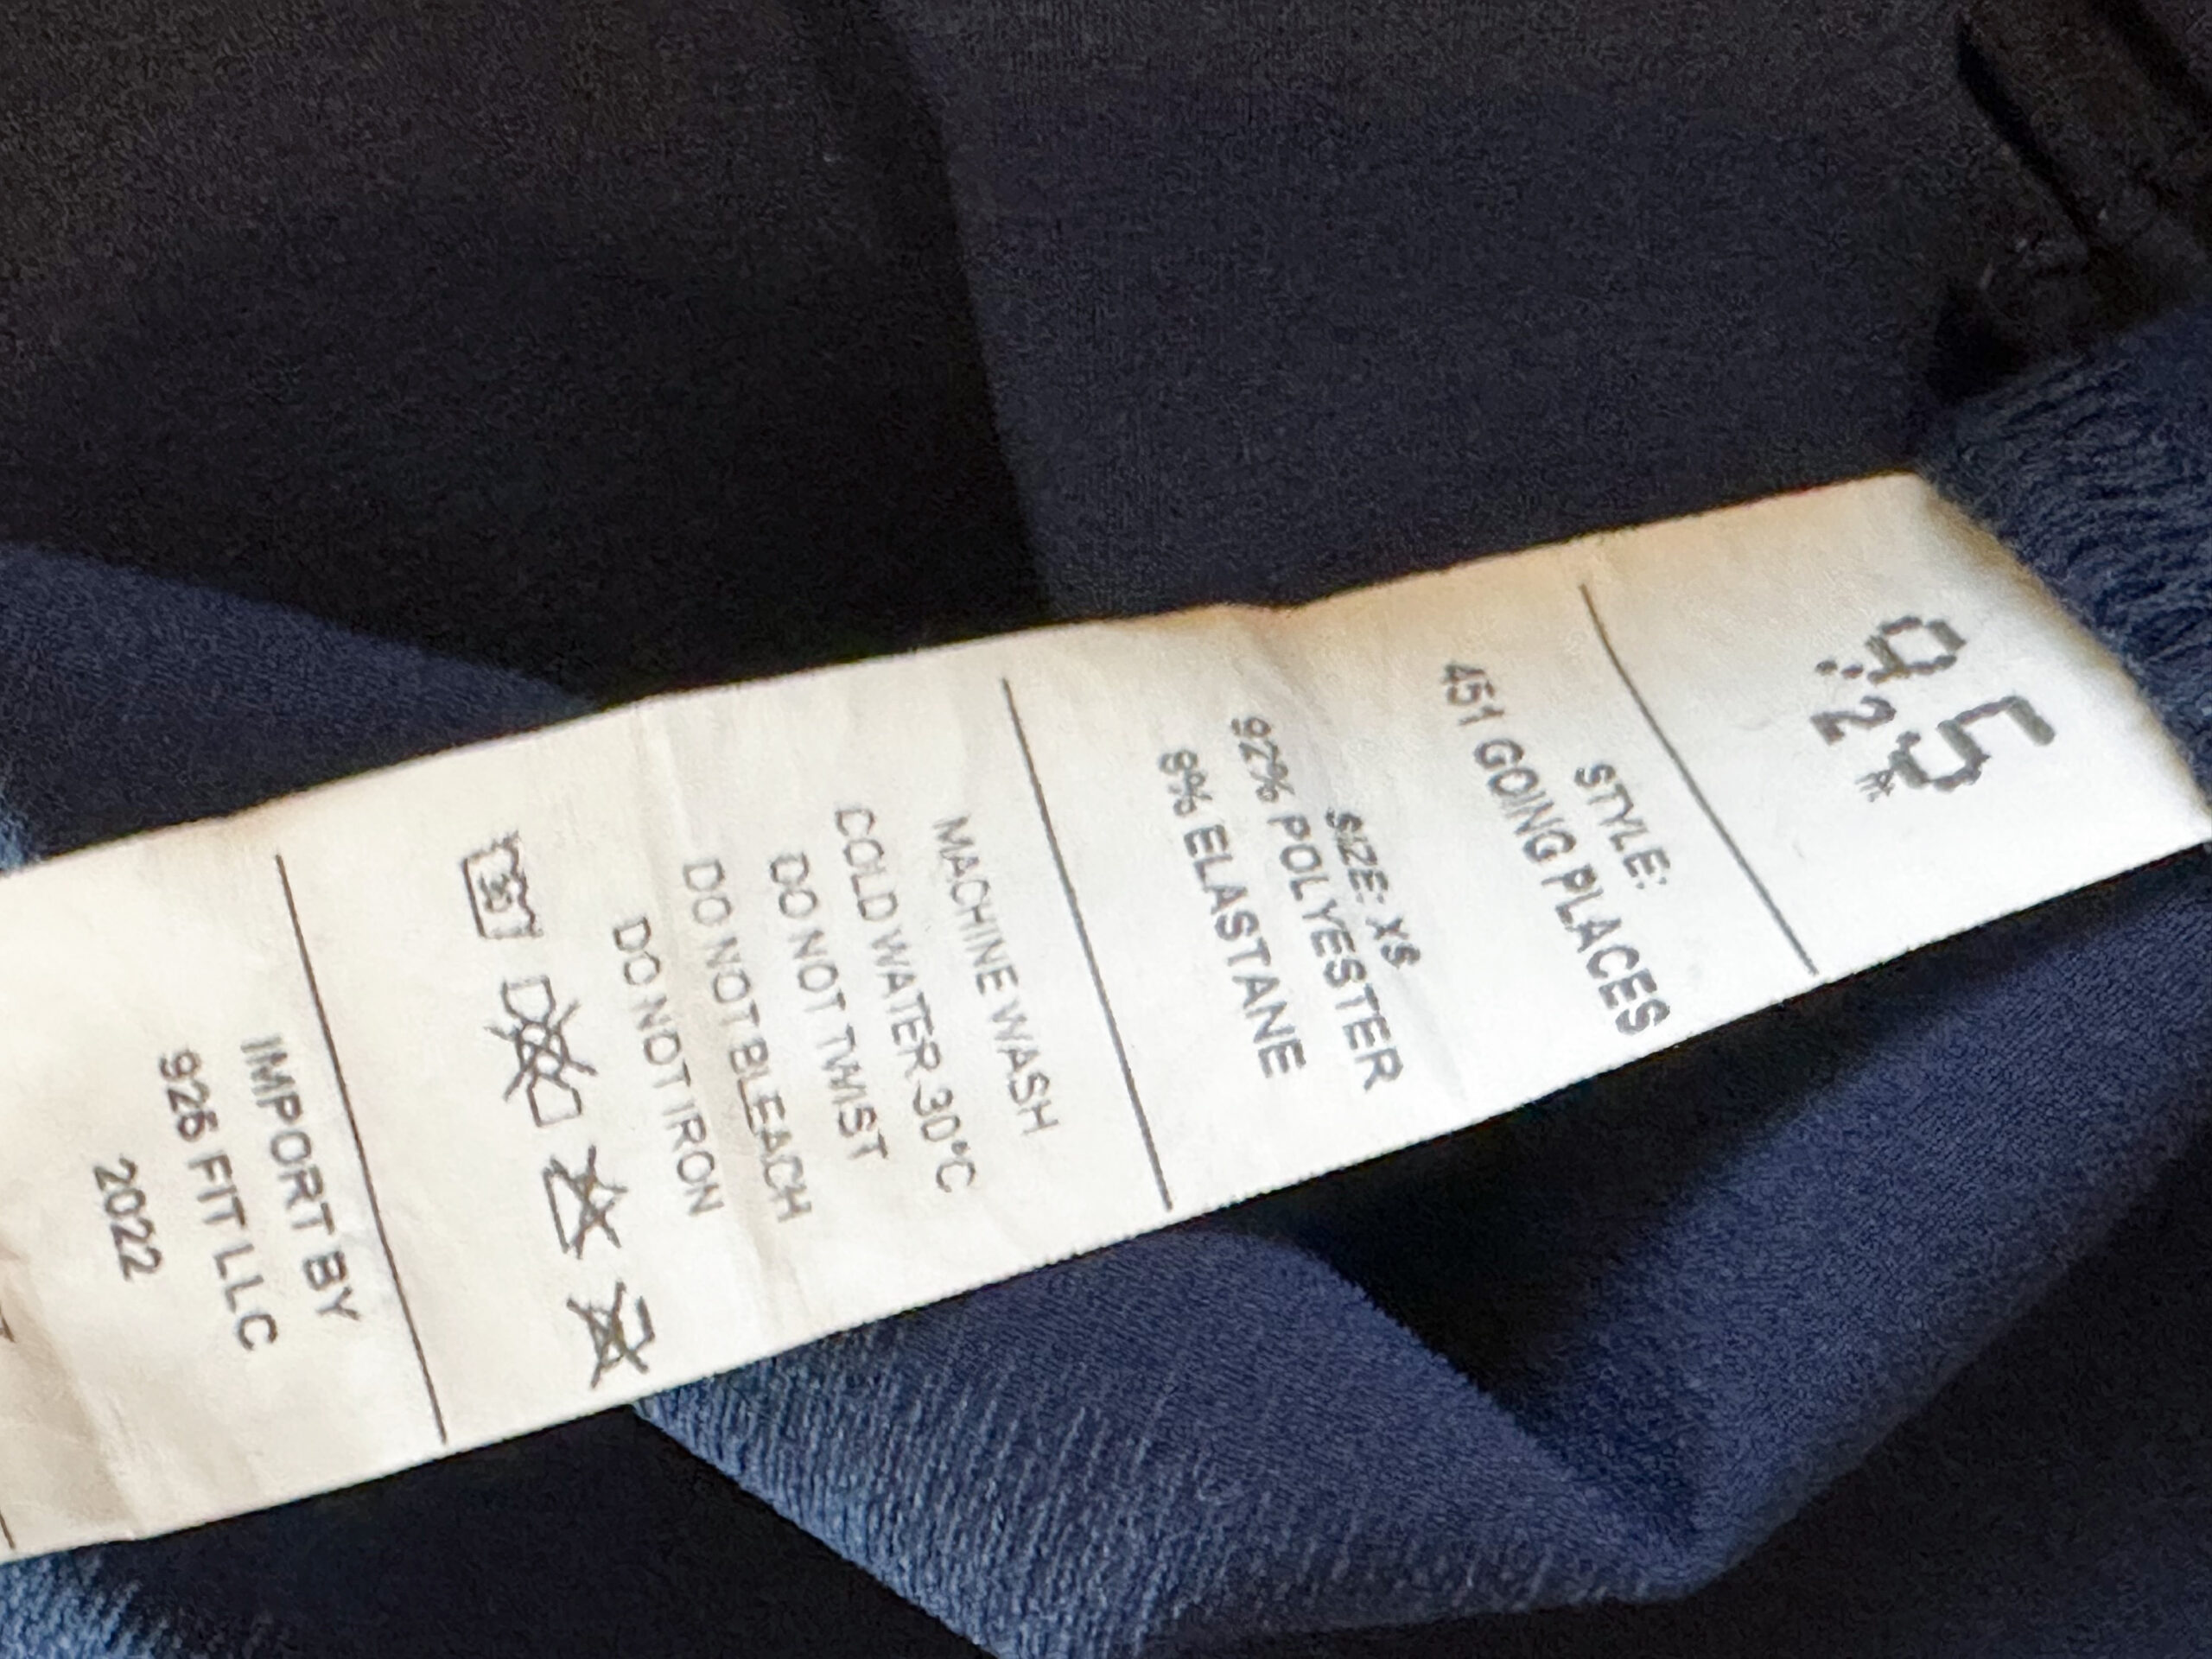 925
STYLE:
451 GOING PLACES
SIZE: XS
92% POLYESTER
8% ELASTANE
MACHINE WASH
COLD WATER-30°C
DO NOT TWIST
DO NOT BLEACH
DO NOT IRON
30
IMPORT BY
925 FIT LLC
2022